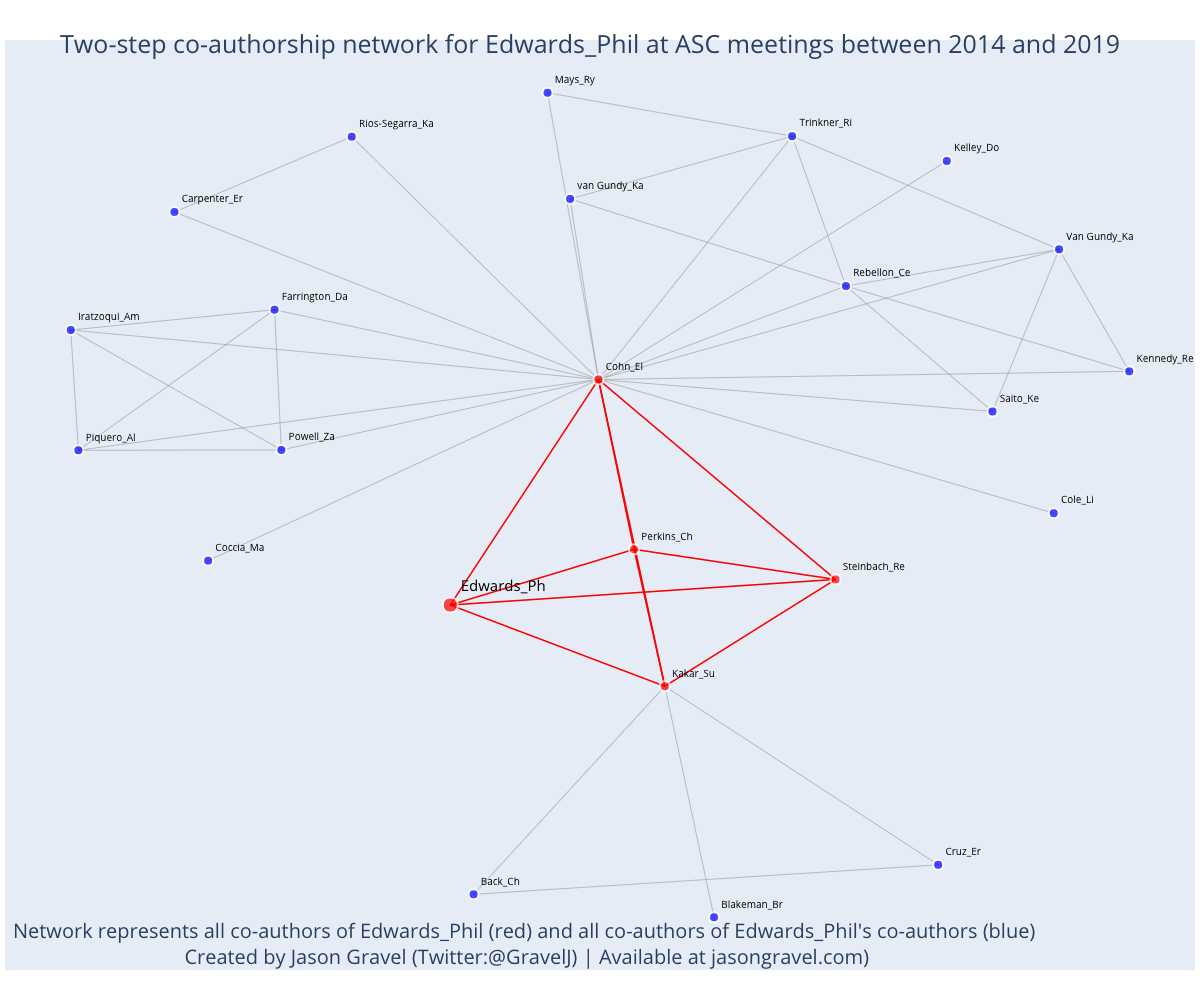 Two-step co-authorship network for Edwards_Phil at ASC meetings between 2014 and 2019
Mays_Ry
Rios-Segarra_Ka
Trinkner_Ri
Kelley_Do
van Gundy_Ka
Carpenter_Er
Van Gundy_Ka
Rebellon_Ce
Farrington_Da
Iratzoqui_Am
Kennedy_Re
Cohn_El
Saito_Ke
Piquero_Al
Powell_Za
Cole_Li
Perkins_Ch
Coccia_Ma
Steinbach_Re
Edwards_Ph
Kakar_Su
Cruz_Er
Back_Ch
Blakeman_Br
Network represents all co-authors of Edwards_Phil (red) and all co-authors of Edwards_Phil's co-authors (blue)
Created by Jason Gravel (Twitter:@GravelJ) | Available at jasongravel.com)